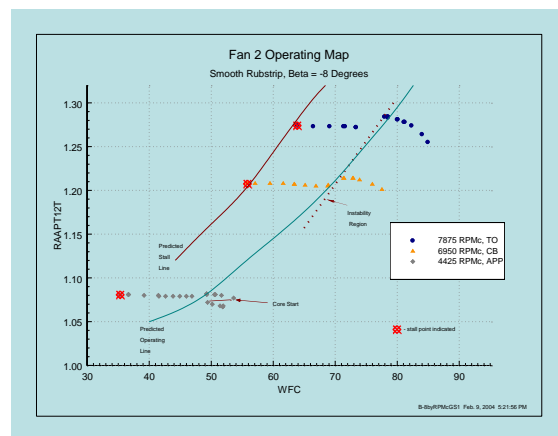 Fan 2 Operating Map
Smooth Rubstrip, Beta = -8 Degrees
RAAPT12T
1.30
1.25
1.20
1.15
1.10
1.05
1.00
Predicted
Stall
Line
Instability
Region
7875 RPMc, TO
6950 RPMc, CB
4425 RPMc, APP
Core Start
Predicted
Operating
Line
- stall point indicated
30
40
50
60
70
80
90
WFC
B-8byRPMcGS1 Feb. 9, 2004 5:21:56 PM